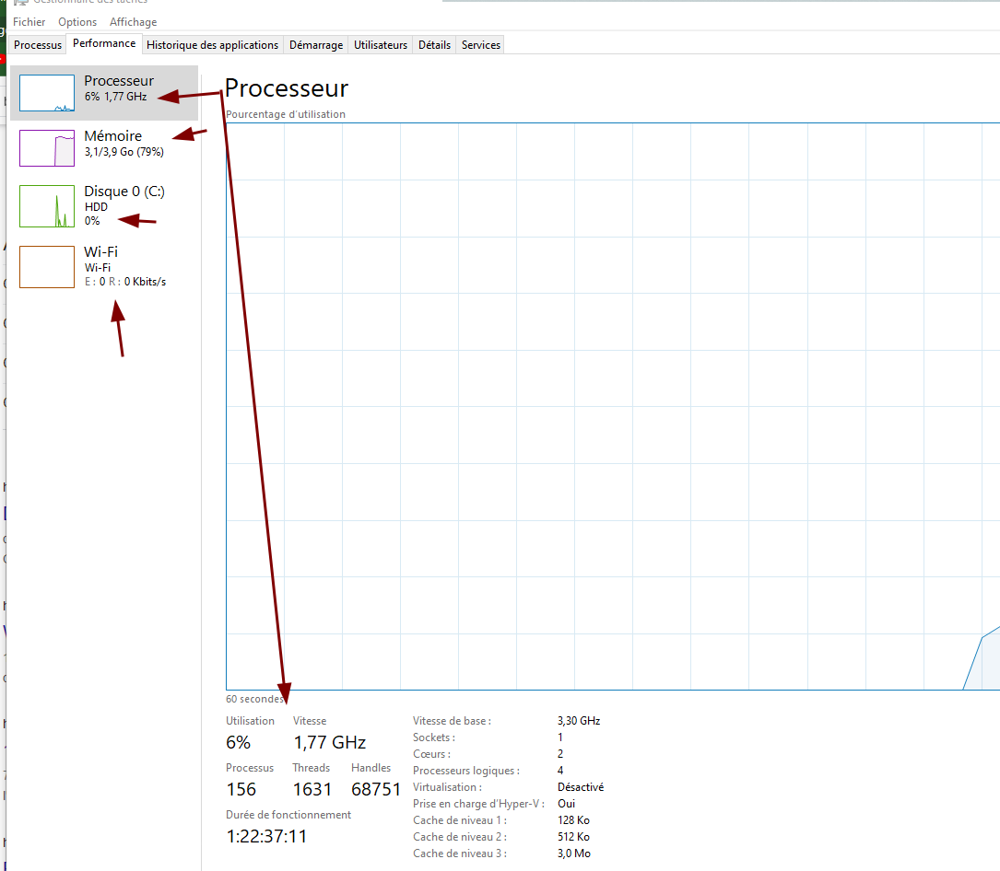 Gestionnaire des tâches
Fichier Options Affichage
Processus Performance Historique des applications Démarrage Utilisateurs Détails Services
Processeur
6% 1,77 GHz
Mémoire
3,1/3,9 Go (79%)
Disque 0 (C:)
HDD
0%
Wi-Fi
Wi-Fi
E : 0 R : 0 Kbits/s
Processeur
Pourcentage d'utilisation
60 secondes
Utilisation Vitesse
6% 1,77 GHz
Processus Threads Handles
156 1631 68751
Durée de fonctionnement
1:22:37:11
Vitesse de base : 3,30 GHz
Sockets : 1
Cœurs : 2
Processeurs logiques : 4
Virtualisation : Désactivé
Prise en charge d'Hyper-V : Oui
Cache de niveau 1 : 128 Ko
Cache de niveau 2 : 512 Ko
Cache de niveau 3 : 3,0 Mo